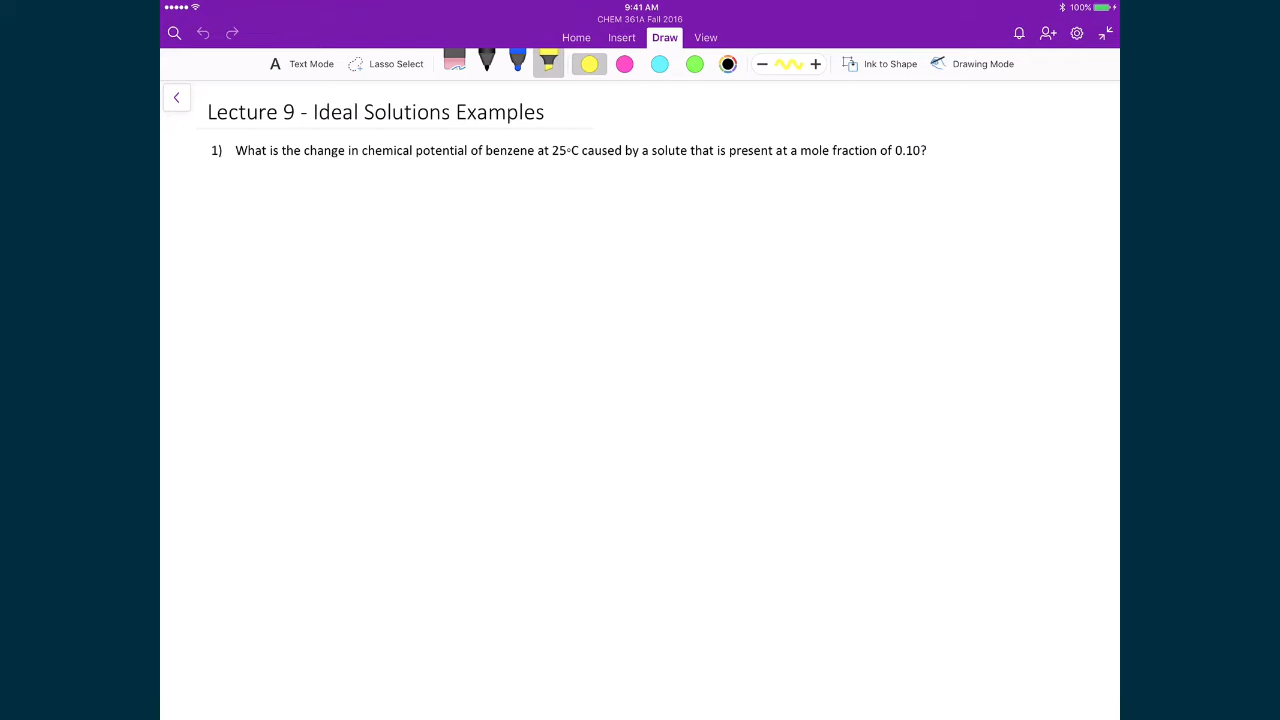 9:41 AM
100%
CHEM 361A Fall 2016
Home Insert Draw View
A Text Mode Lasso Select Ink to Shape Drawing Mode
Lecture 9 - Ideal Solutions Examples
1) What is the change in chemical potential of benzene at 25◦C caused by a solute that is present at a mole fraction of 0.10?